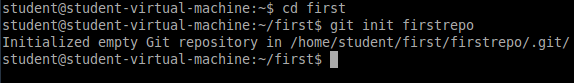 student@student-virtual-machine:~$ cd first
student@student-virtual-machine:~/first$ git init firstrepo
Initialized empty Git repository in /home/student/first/firstrepo/.git/
student@student-virtual-machine:~/first$